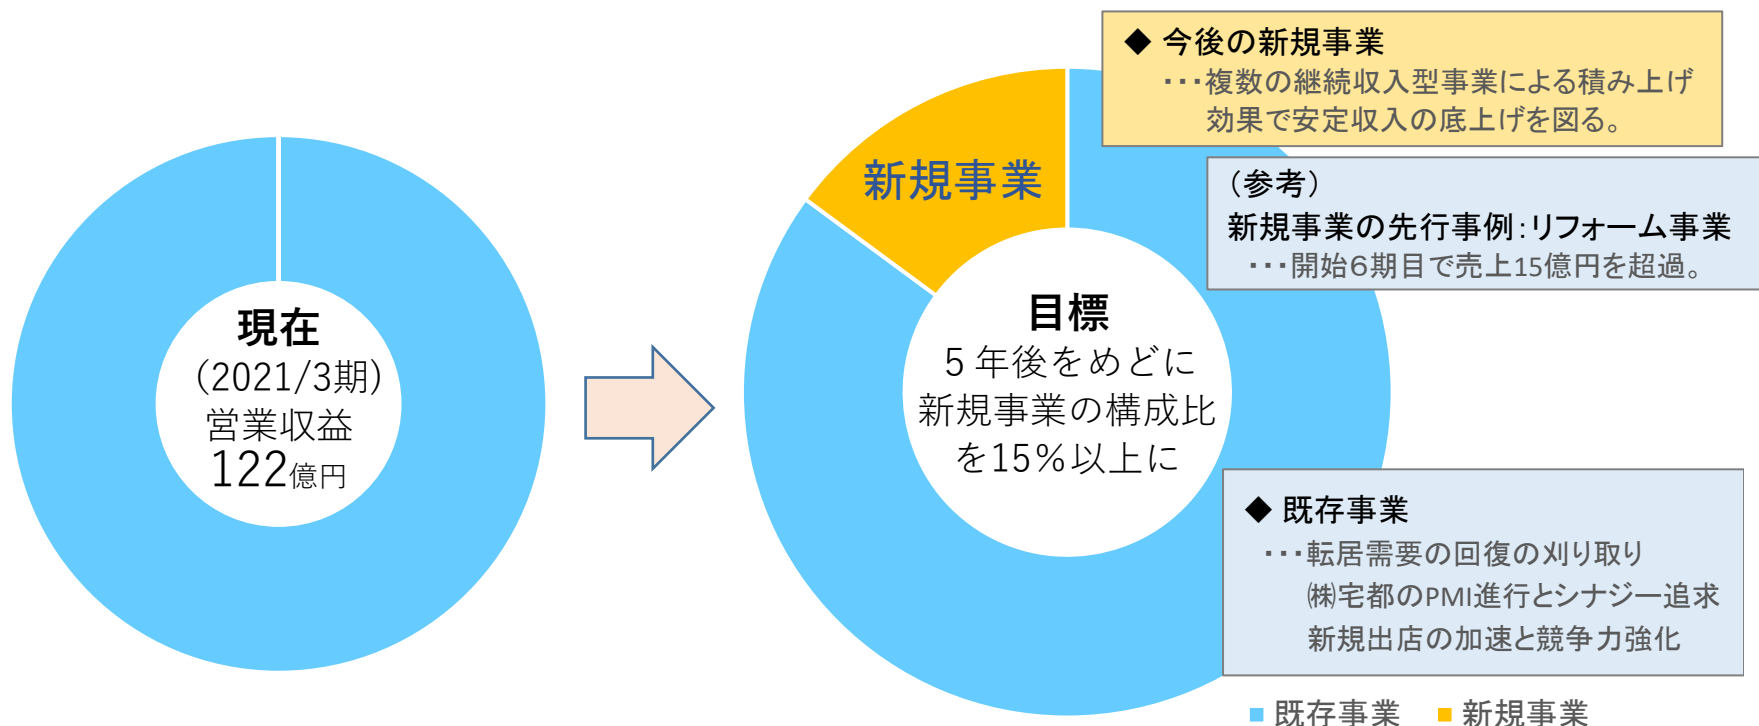 現在
(2021/3期)
営業収益
122億円
新規事業
目標
5年後をめどに
新規事業の構成比
を15%以上に
◆ 今後の新規事業
･･･複数の継続収入型事業による積み上げ
効果で安定収入の底上げを図る。
（参考）
新規事業の先行事例：リフォーム事業
･･･開始６期目で売上15億円を超過。
◆ 既存事業
･･･転居需要の回復の刈り取り
㈱宅都のPMI進行とシナジー追求
新規出店の加速と競争力強化
既存事業 新規事業